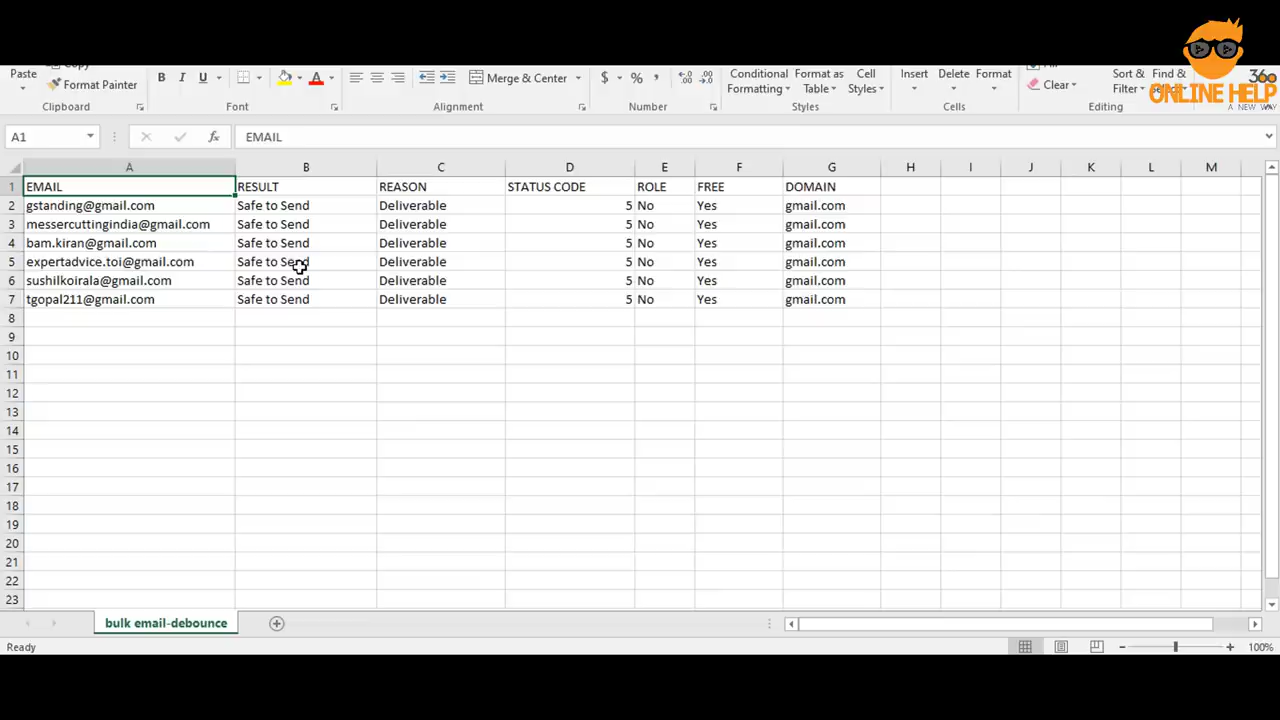 Paste
Copy
Format Painter
B I U
A
Merge & Center
$ % ,
Conditional Formatting
Format as Table
Cell Styles
Insert
Delete
Format
Clear
Sort & Filter
Find &
Clipboard Font Alignment Number Styles Cells Editing
360
ONLINE HELP
A NEW WAY
A1 fx EMAIL
A B C D E F G H I J K L M
1 EMAIL RESULT REASON STATUS CODE ROLE FREE DOMAIN
2 gstanding@gmail.com Safe to Send Deliverable 5 No Yes gmail.com
3 messercuttingindia@gmail.com Safe to Send Deliverable 5 No Yes gmail.com
4 bam.kiran@gmail.com Safe to Send Deliverable 5 No Yes gmail.com
5 expertadvice.toi@gmail.com Safe to Send Deliverable 5 No Yes gmail.com
6 sushilkoirala@gmail.com Safe to Send Deliverable 5 No Yes gmail.com
7 tgopal211@gmail.com Safe to Send Deliverable 5 No Yes gmail.com
8
9
10
11
12
13
14
15
16
17
18
19
20
21
22
23
bulk email-debounce
Ready 100%